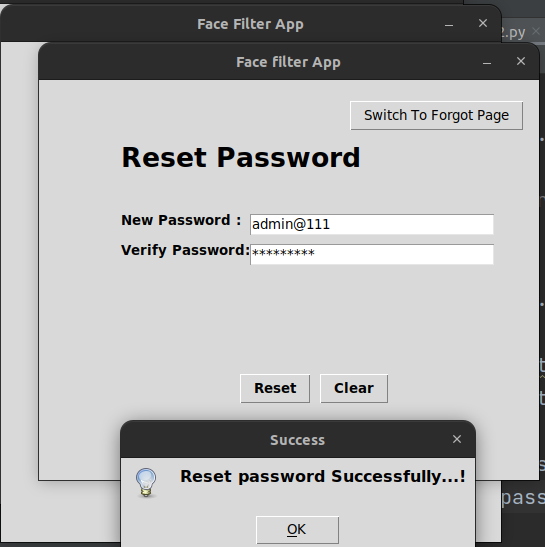 Face Filter App
2.py
Face filter App
Switch To Forgot Page
Reset Password
New Password :
admin@111
Verify Password:
*********
Reset
Clear
Success
Reset password Successfully...!
OK
pass